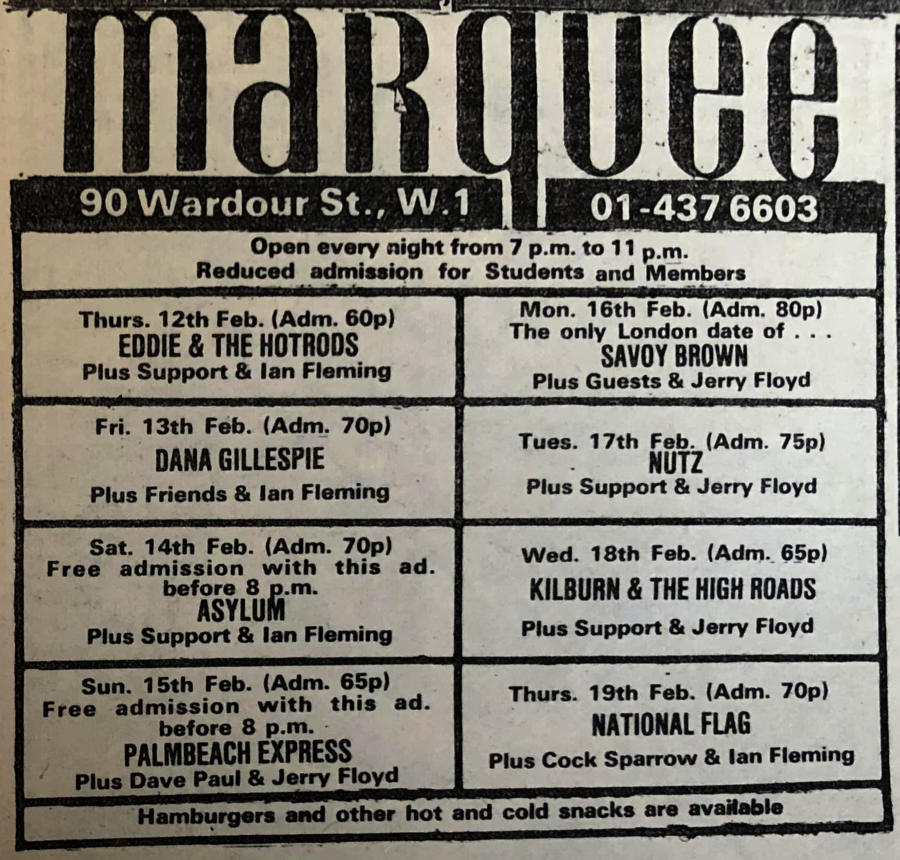 maRquee
90 Wardour St., W.1
01-437 6603
Open every night from 7 p.m. to 11 p.m.
Reduced admission for Students and Members
Thurs. 12th Feb. (Adm. 60p)
EDDIE & THE HOTRODS
Plus Support & Ian Fleming
Fri. 13th Feb. (Adm. 70p)
DANA GILLESPIE
Plus Friends & Ian Fleming
Sat. 14th Feb. (Adm. 70p)
Free admission with this ad.
before 8 p.m.
ASYLUM
Plus Support & Ian Fleming
Sun. 15th Feb. (Adm. 65p)
Free admission with this ad.
before 8 p.m.
PALMBEACH EXPRESS
Plus Dave Paul & Jerry Floyd
Mon. 16th Feb. (Adm. 80p)
The only London date of . . .
SAVOY BROWN
Plus Guests & Jerry Floyd
Tues. 17th Feb. (Adm. 75p)
NUTZ
Plus Support & Jerry Floyd
Wed. 18th Feb. (Adm. 65p)
KILBURN & THE HIGH ROADS
Plus Support & Jerry Floyd
Thurs. 19th Feb. (Adm. 70p)
NATIONAL FLAG
Plus Cock Sparrow & Ian Fleming
Hamburgers and other hot and cold snacks are available